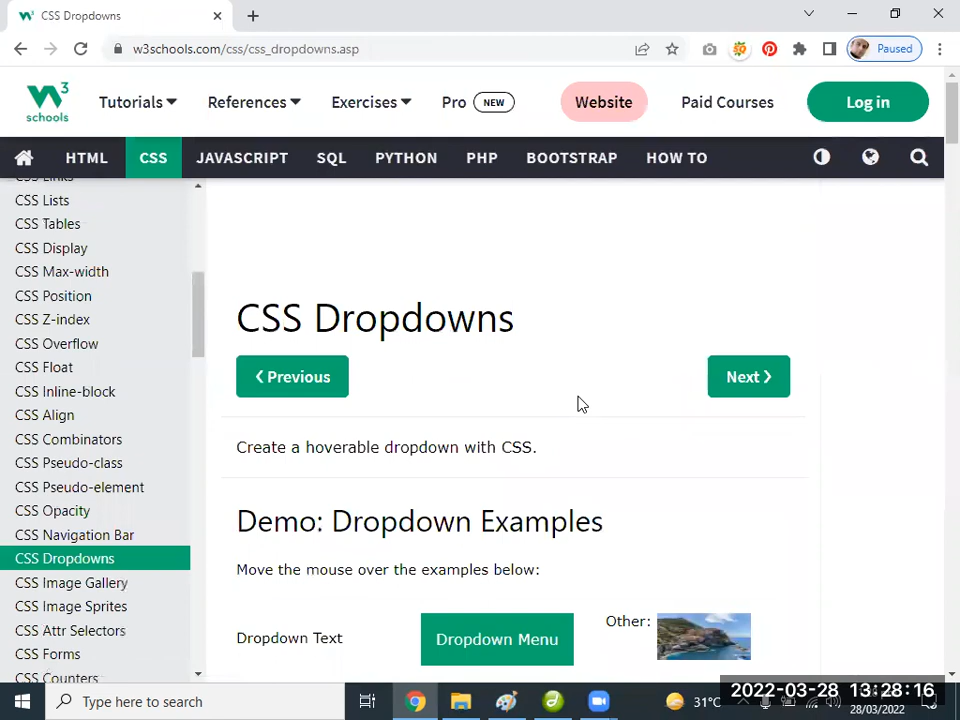 CSS Dropdowns
w3schools.com/css/css_dropdowns.asp
Paused
W3 schools
Tutorials
References
Exercises
Pro NEW
Website
Paid Courses
Log in
HTML
CSS
JAVASCRIPT
SQL
PYTHON
PHP
BOOTSTRAP
HOW TO
CSS Links
CSS Lists
CSS Tables
CSS Display
CSS Max-width
CSS Position
CSS Z-index
CSS Overflow
CSS Float
CSS Inline-block
CSS Align
CSS Combinators
CSS Pseudo-class
CSS Pseudo-element
CSS Opacity
CSS Navigation Bar
CSS Dropdowns
CSS Image Gallery
CSS Image Sprites
CSS Attr Selectors
CSS Forms
CSS Counters
CSS Dropdowns
❮ Previous
Next ❯
Create a hoverable dropdown with CSS.
Demo: Dropdown Examples
Move the mouse over the examples below:
Dropdown Text
Dropdown Menu
Other:
Type here to search
31°C
2022-03-28 13:28:16
28/03/2022